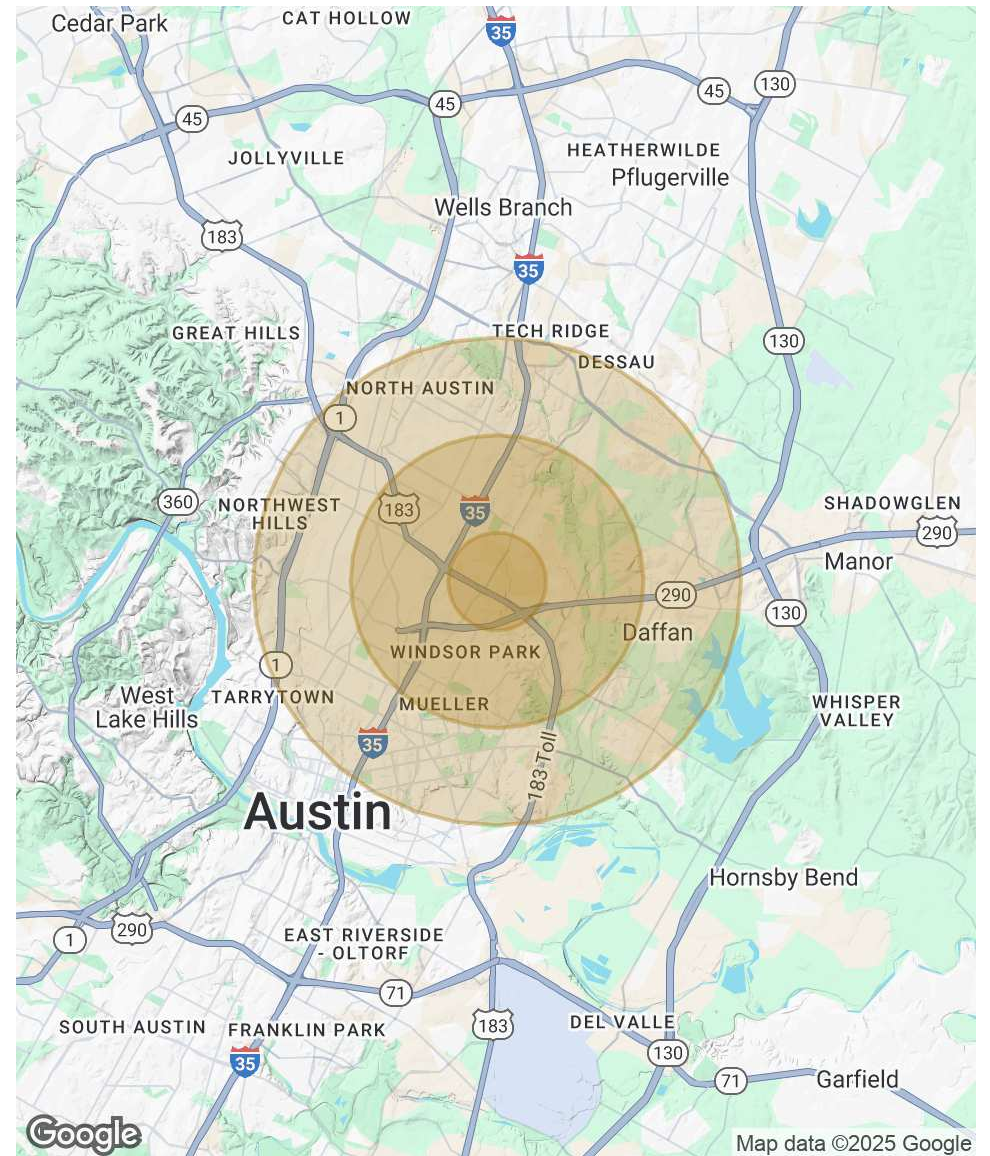 Cedar Park
CAT HOLLOW
35
45
130
45
45
JOLLYVILLE
HEATHERWILDE
Pflugerville
Wells Branch
183
35
GREAT HILLS
TECH RIDGE
130
DESSAU
NORTH AUSTIN
1
360
NORTHWEST
HILLS
183
35
SHADOWGLEN
290
Manor
290
130
Daffan
WINDSOR PARK
1
West
Lake Hills
TARRYTOWN
MUELLER
WHISPER
VALLEY
35
183 Toll
Austin
Hornsby Bend
290
1
EAST RIVERSIDE
- OLTORF
71
SOUTH AUSTIN
FRANKLIN PARK
183
DEL VALLE
35
130
71
Garfield
Google
Map data ©2025 Google